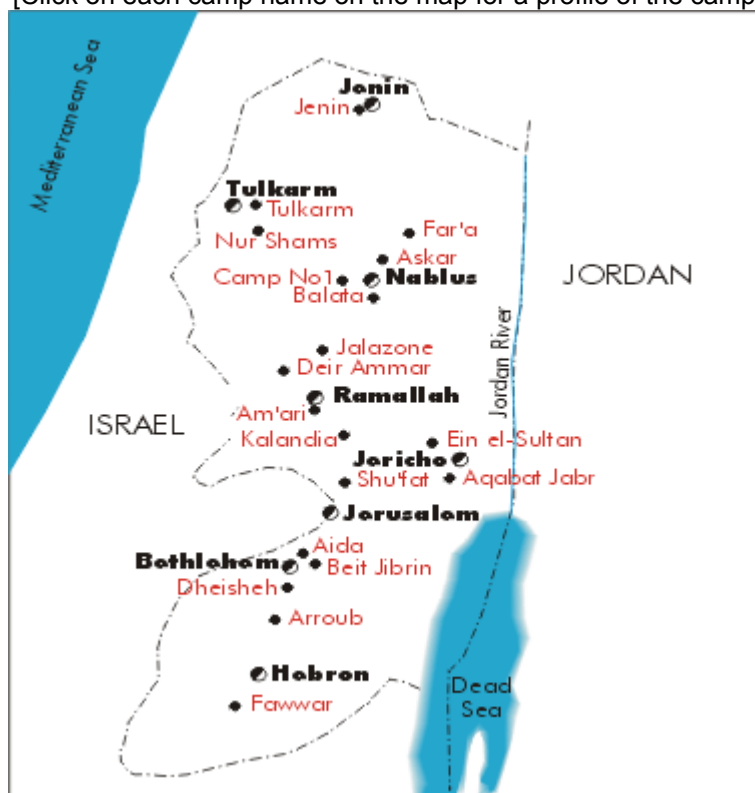 [Click on each camp name on the map for a profile of the camp
Mediterranean Sea
Jenin
Jenin
Tulkarm
Tulkarm
Nur Shams
Far'a
Askar
Camp No1
Nablus
Balata
JORDAN
Jordan River
Jalazone
Deir Ammar
Ramallah
Am'ari
ISRAEL
Kalandia
Ein el-Sultan
Jericho
Shu'fat
Aqabat Jabr
Jerusalem
Aida
Bethlehem
Beit Jibrin
Dheisheh
Arroub
Hebron
Fawwar
Dead
Sea